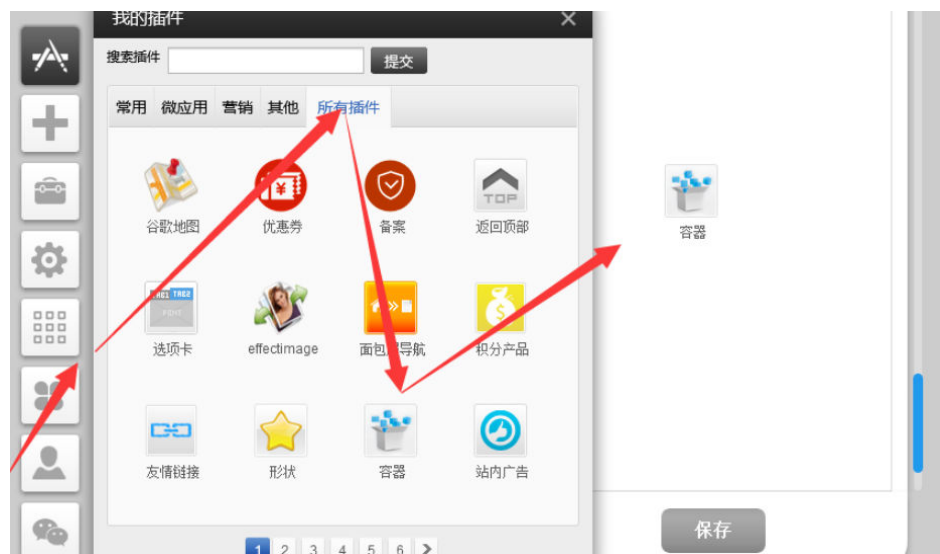 我的插件
搜索插件
提交
常用 微应用 营销 其他 所有插件
¥
TOP
谷歌地图 优惠券 备案 返回顶部
TREE
$
选项卡 effectimage 面包屑导航 积分产品
友情链接 形状 容器 站内广告
1 2 3 4 5 6
容器
保存